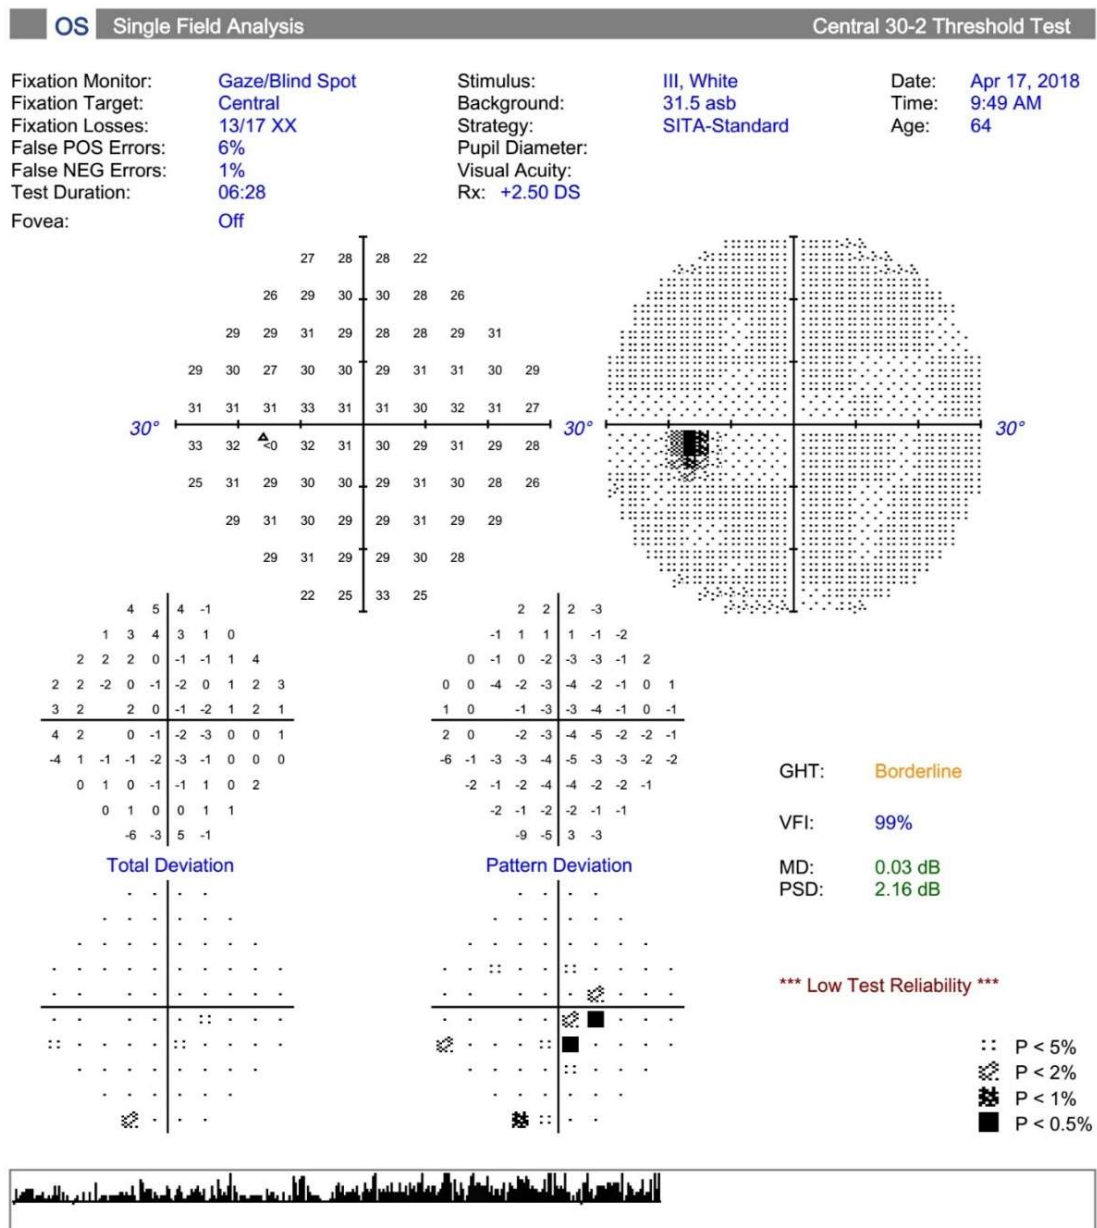 OS Single Field Analysis Central 30-2 Threshold Test
Fixation Monitor: Gaze/Blind Spot Stimulus: III, White Date: Apr 17, 2018
Fixation Target: Central Background: 31.5 asb Time: 9:49 AM
Fixation Losses: 13/17 XX Strategy: SITA-Standard Age: 64
False POS Errors: 6% Pupil Diameter:
False NEG Errors: 1% Visual Acuity:
Test Duration: 06:28 Rx: +2.50 DS
Fovea: Off
27 28 28 22
26 29 30 30 28 26
29 29 31 29 28 28 29 31
29 30 27 30 30 29 31 31 30 29
31 31 31 33 31 31 30 32 31 27
30° 30° 30°
33 32 <0 32 31 30 29 31 29 28
25 31 29 30 30 29 31 30 28 26
29 31 30 29 29 31 29 29
29 31 29 29 30 28
22 25 33 25
4 5 4 -1 2 2 2 -3
1 3 4 3 1 0 -1 1 1 1 -1 -2
2 2 2 0 -1 -1 1 4 0 -1 0 -2 -3 -3 -1 2
2 2 -2 0 -1 -2 0 1 2 3 0 0 -4 -2 -3 -4 -2 -1 0 1
3 2 2 0 -1 -2 1 2 1 1 0 -1 -3 -3 -4 -1 0 -1
4 2 0 -1 -2 -3 0 0 1 2 0 -2 -3 -4 -5 -2 -2 -1
-4 1 -1 -1 -2 -3 -1 0 0 0 -6 -1 -3 -3 -4 -5 -3 -3 -2 -2
0 1 0 -1 -1 1 0 2 -2 -1 -2 -4 -4 -2 -2 -1
0 1 0 0 1 1 -2 -1 -2 -2 -1 -1
-6 -3 5 -1 -9 -5 3 -3
GHT: Borderline
VFI: 99%
Total Deviation Pattern Deviation
MD: 0.03 dB
PSD: 2.16 dB
*** Low Test Reliability ***
P < 5%
P < 2%
P < 1%
P < 0.5%